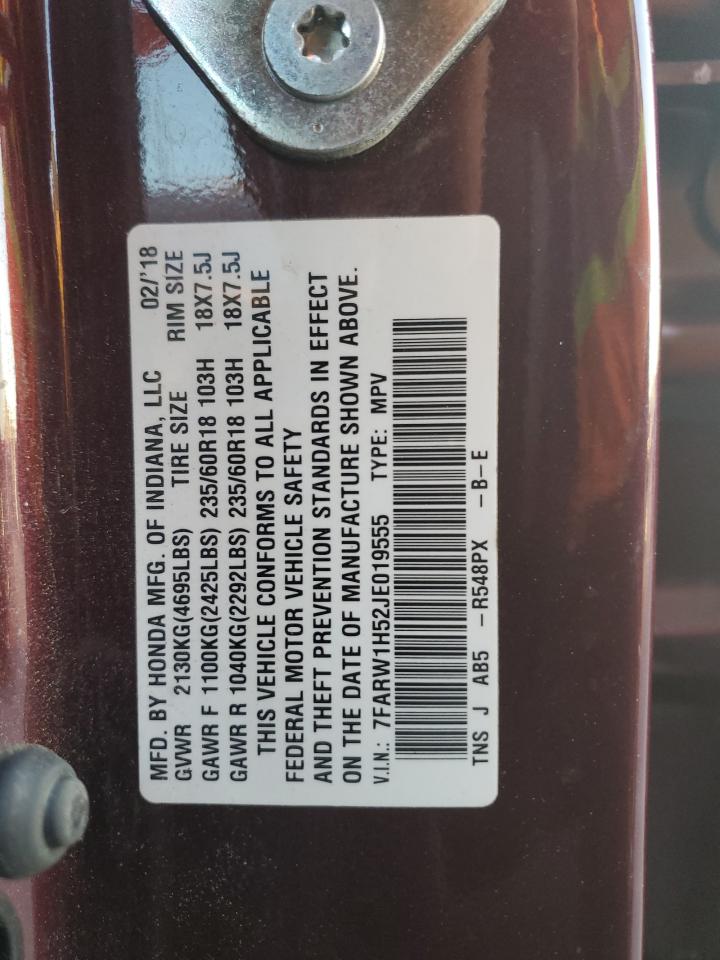 MFD. BY HONDA MFG. OF INDIANA, LLC 02/'18
GVWR 2130KG(4695LBS) TIRE SIZE RIM SIZE
GAWR F 1100KG(2425LBS) 235/60R18 103H 18X7.5J
GAWR R 1040KG(2292LBS) 235/60R18 103H 18X7.5J
THIS VEHICLE CONFORMS TO ALL APPLICABLE
FEDERAL MOTOR VEHICLE SAFETY
AND THEFT PREVENTION STANDARDS IN EFFECT
ON THE DATE OF MANUFACTURE SHOWN ABOVE.
V.I.N.: 7FARW1H52JE019555 TYPE: MPV
TNS J AB5 -R548PX -B-E